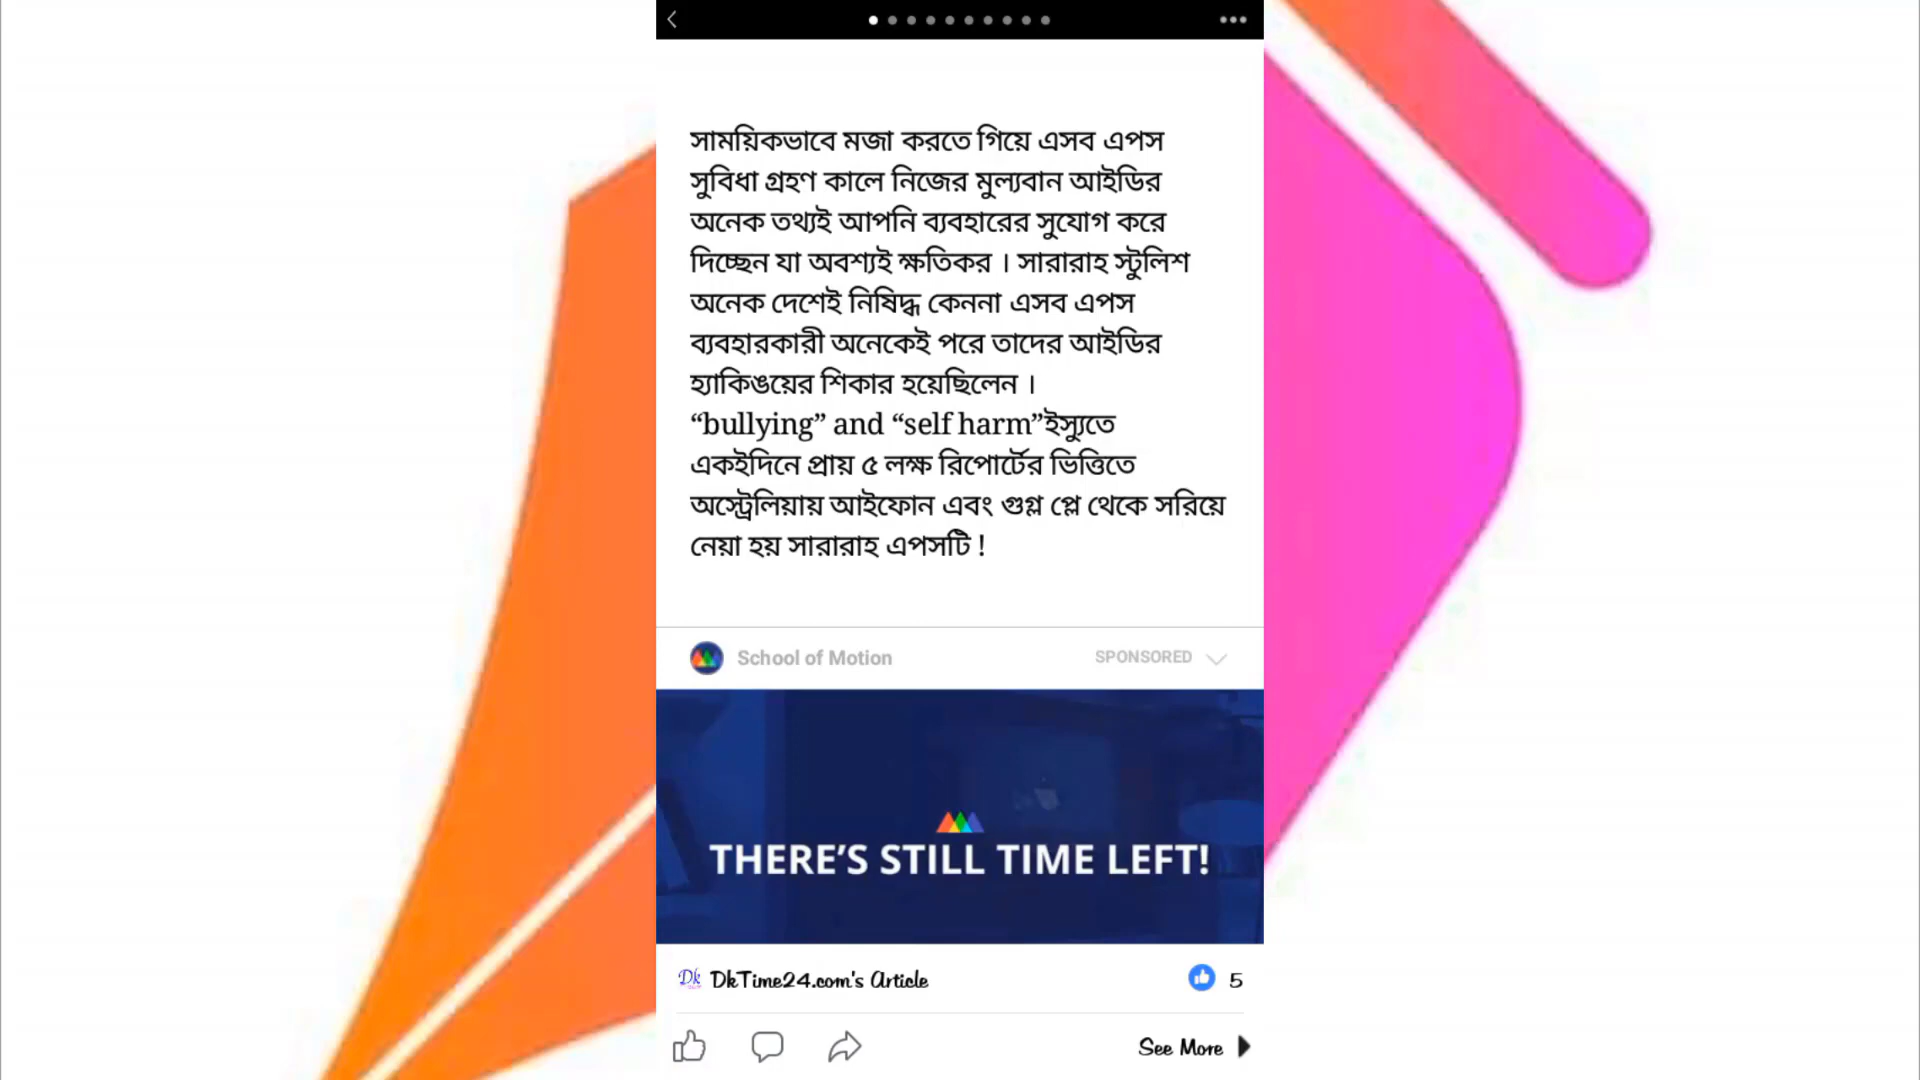 সাময়িকভাবে মজা করতে গিয়ে এসব এপস
সুবিধা গ্রহণ কালে নিজের মুল্যবান আইডির
অনেক তথ্যই আপনি ব্যবহারের সুযোগ করে
দিচ্ছেন যা অবশ্যই ক্ষতিকর । সারারাহ স্টুলিশ
অনেক দেশেই নিষিদ্ধ কেননা এসব এপস
ব্যবহারকারী অনেকেই পরে তাদের আইডির
হ্যাকিঙয়ের শিকার হয়েছিলেন ।
“bullying” and “self harm”ইস্যুতে
একইদিনে প্রায় ৫ লক্ষ রিপোর্টের ভিত্তিতে
অস্ট্রেলিয়ায় আইফোন এবং গুগ্ল প্লে থেকে সরিয়ে
নেয়া হয় সারারাহ এপসটি !
School of Motion SPONSORED
THERE’S STILL TIME LEFT!
Dk DkTime24.com's Article 5
See More